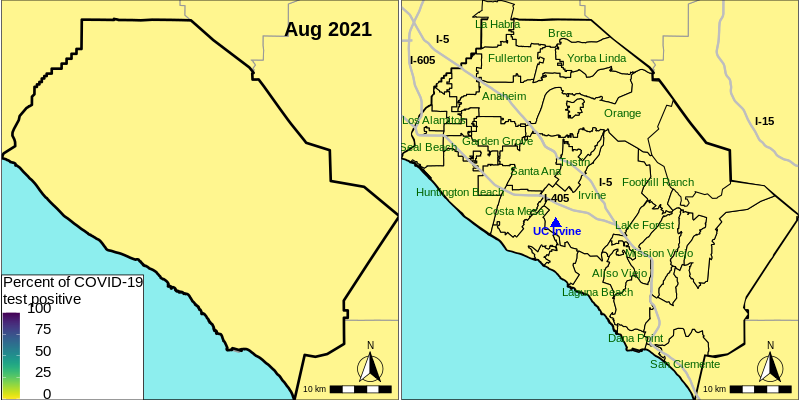 Aug 2021
Percent of COVID-19
test positive
100
75
50
25
0
N
10 km
La Habra
Brea
I-5
I-605
Fullerton
Yorba Linda
Anaheim
Orange
Los Alamitos
I-15
Garden Grove
Seal Beach
Tustin
Santa Ana
I-5
Foothill Ranch
Huntington Beach
I-405
Irvine
Costa Mesa
UC Irvine
Lake Forest
Mission Viejo
Aliso Viejo
Laguna Beach
Dana Point
San Clemente
N
10 km